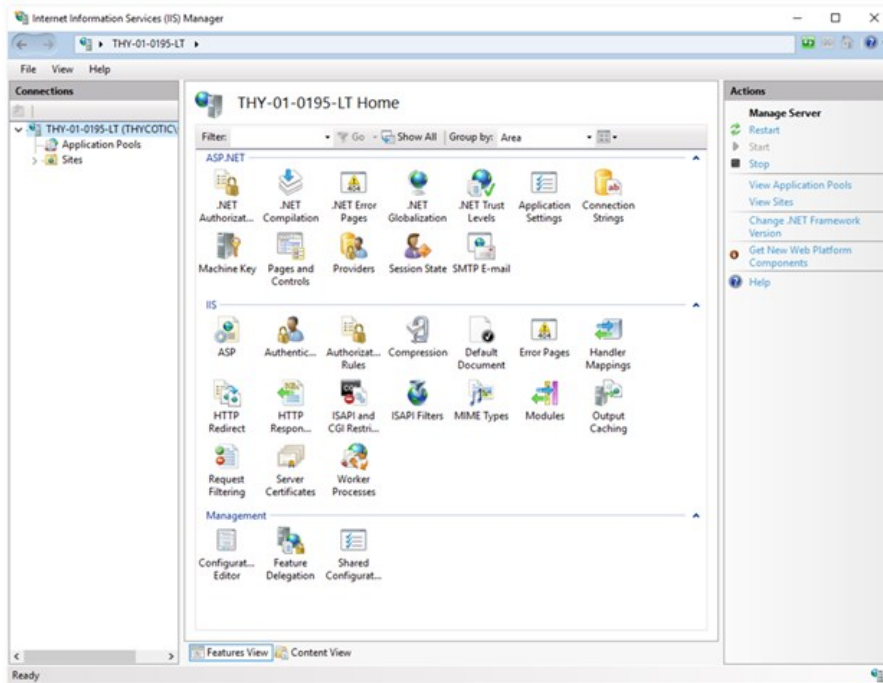 Internet Information Services (IIS) Manager
THY-01-0195-LT
File View Help
Connections
THY-01-0195-LT (THYCOTIC\
Application Pools
Sites
THY-01-0195-LT Home
Filter: Go Show All Group by: Area
ASP.NET
.NET Authorizat...
.NET Compilation
.NET Error Pages
.NET Globalization
.NET Trust Levels
Application Settings
Connection Strings
Machine Key
Pages and Controls
Providers
Session State
SMTP E-mail
IIS
ASP
Authentic...
Authorizat... Rules
Compression
Default Document
Error Pages
Handler Mappings
HTTP Redirect
HTTP Respon...
ISAPI and CGI Restri...
ISAPI Filters
MIME Types
Modules
Output Caching
Request Filtering
Server Certificates
Worker Processes
Management
Configurat... Editor
Feature Delegation
Shared Configurat...
Features View
Content View
Actions
Manage Server
Restart
Start
Stop
View Application Pools
View Sites
Change .NET Framework
Version
Get New Web Platform
Components
Help
Ready